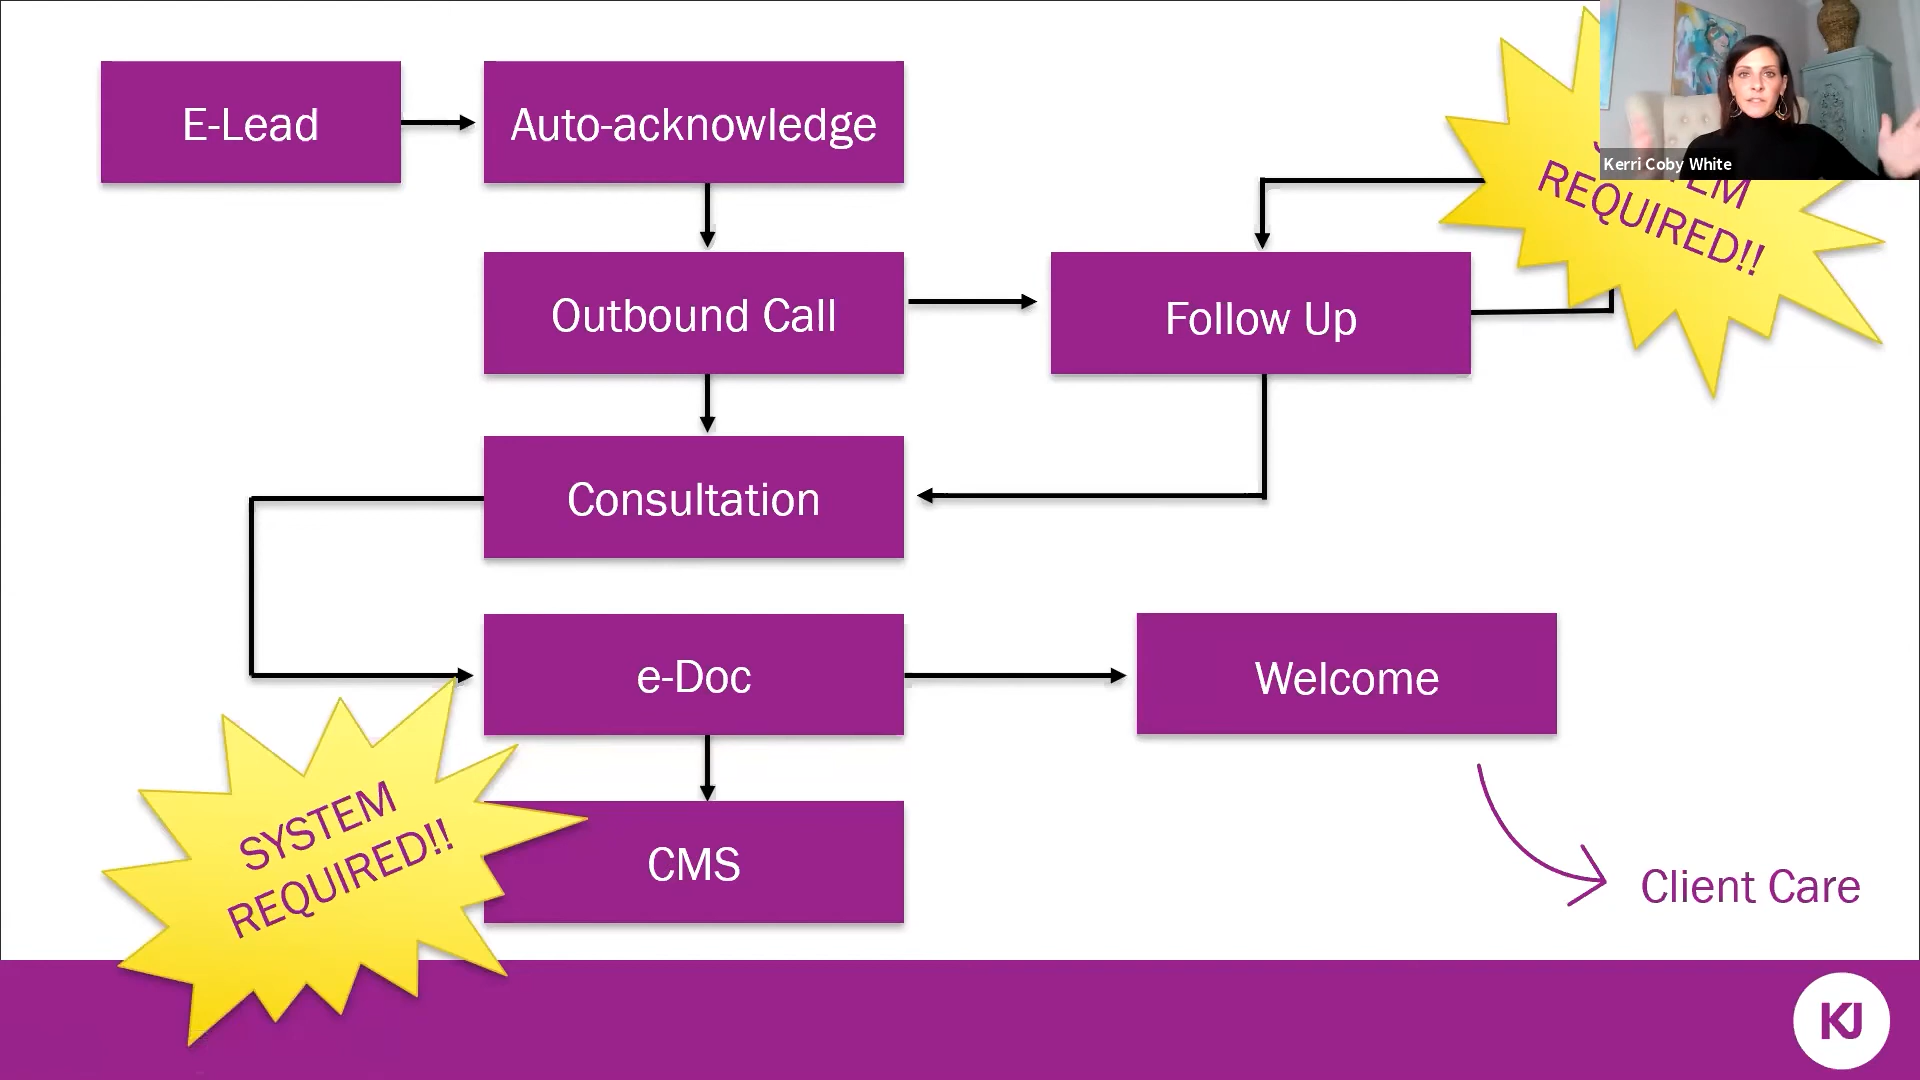 E-Lead
Auto-acknowledge
Kerri Coby White
REQUIRED!!
Outbound Call
Follow Up
Consultation
e-Doc
Welcome
SYSTEM
REQUIRED!!
CMS
Client Care
KJ